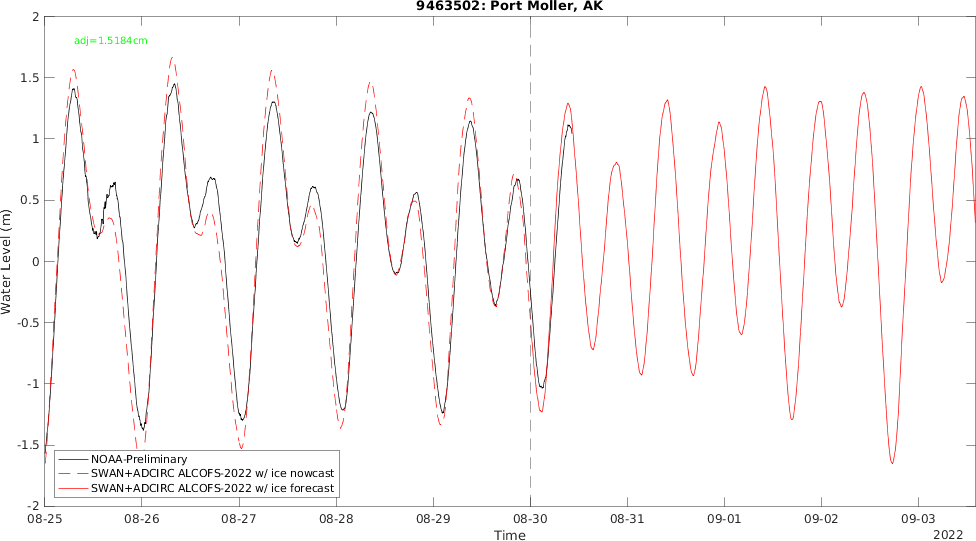 9463502: Port Moller, AK
adj=1.5184cm
2
1.5
1
0.5
0
-0.5
-1
-1.5
-2
Water Level (m)
NOAA-Preliminary
SWAN+ADCIRC ALCOFS-2022 w/ ice nowcast
SWAN+ADCIRC ALCOFS-2022 w/ ice forecast
08-25 08-26 08-27 08-28 08-29 08-30 08-31 09-01 09-02 09-03
Time
2022